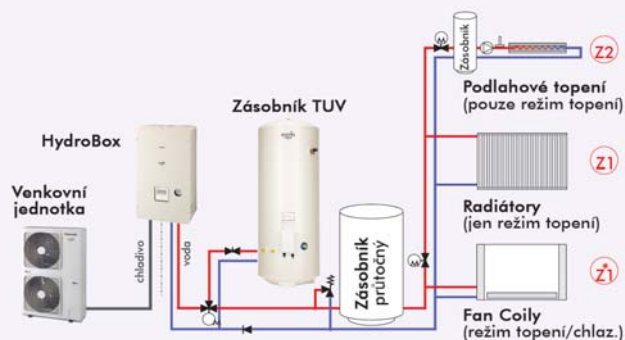 Zásobník
Z2
Podlahové topení
(pouze režim topení)
Zásobník TUV
HydroBox
Z1
Venkovní
jednotka
Radiátory
(jen režim topení)
chladivo
voda
Zásobník
průtočný
Z*1
Fan Coily
(režim topení/chlaz.)